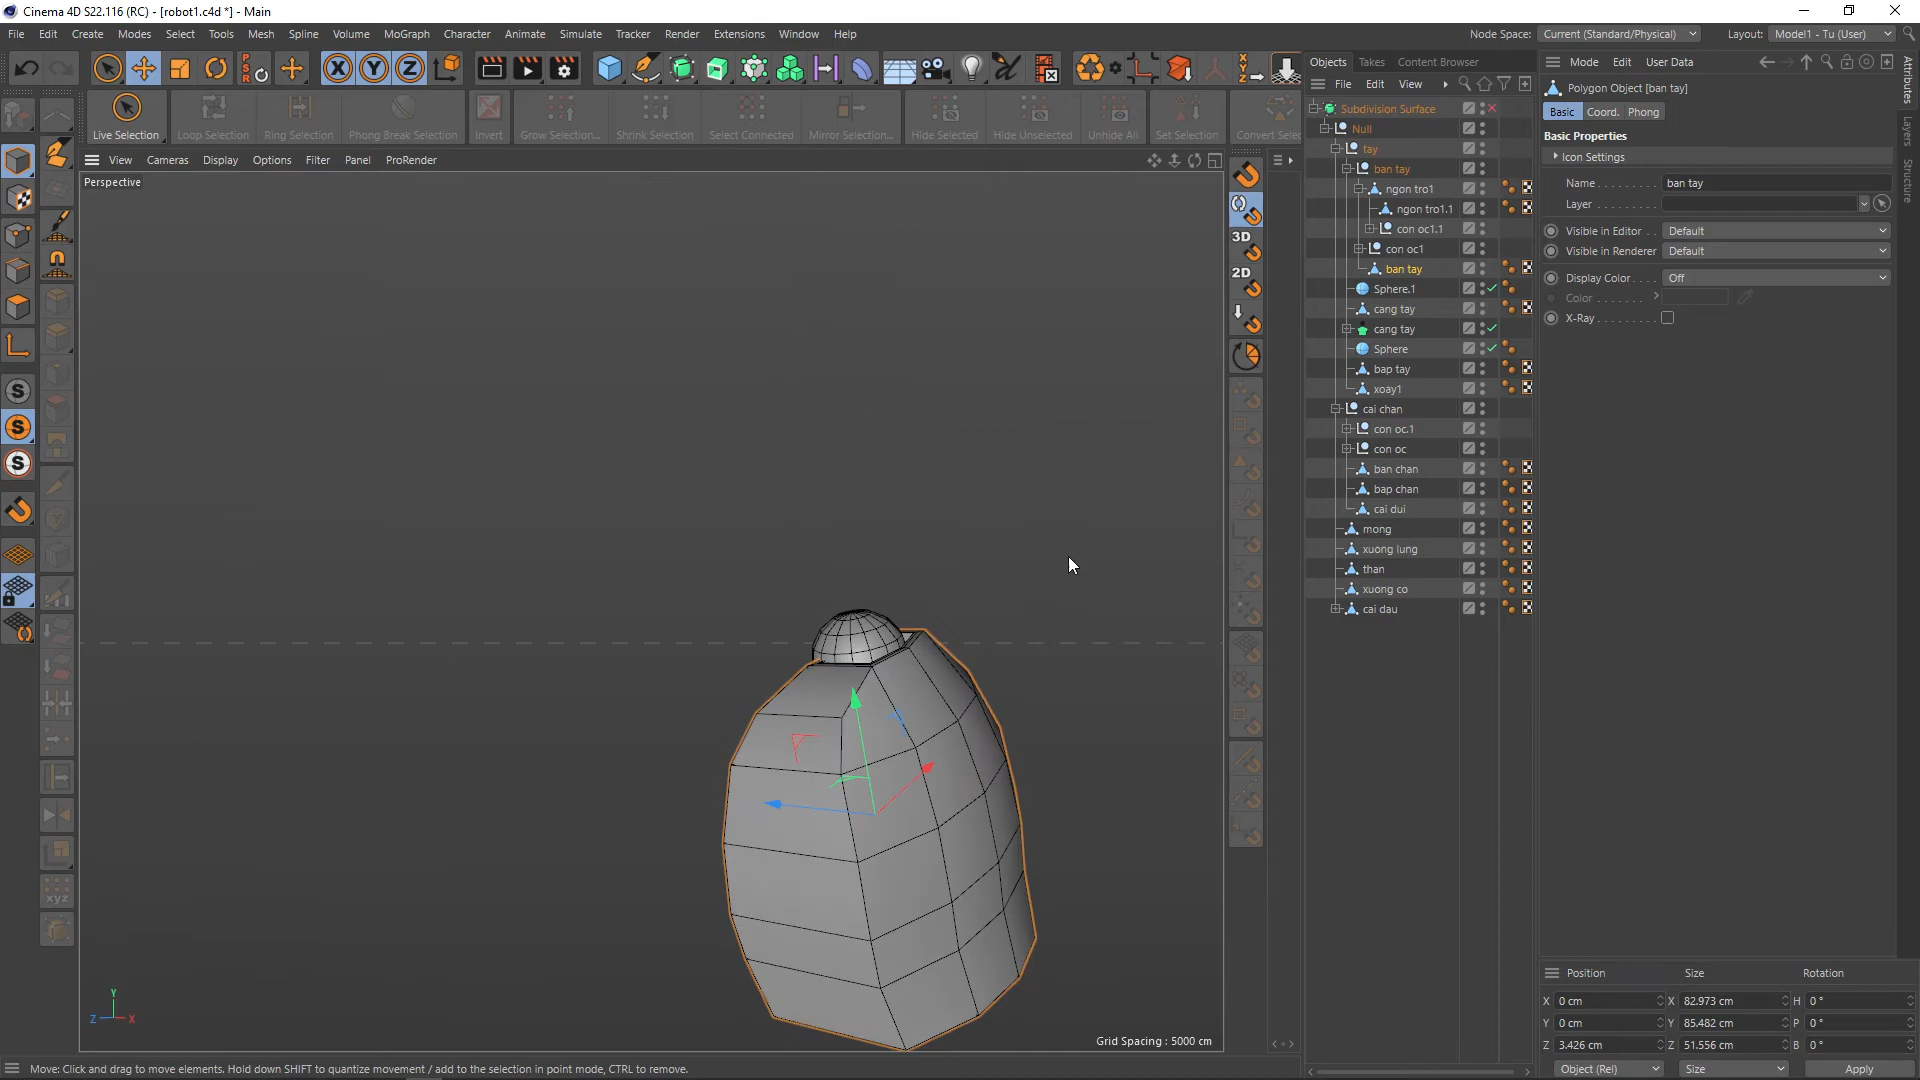 Cinema 4D S22.116 (RC) - [robot1.c4d *] - Main
File Edit Create Modes Select Tools Mesh Spline Volume MoGraph Character Animate Simulate Tracker Render Extensions Window Help
Node Space: Current (Standard/Physical) Layout: Model1 - Tu (User)
PSR X Y Z
Live Selection Loop Selection Ring Selection Phong Break Selection Invert Grow Selection... Shrink Selection Select Connected Mirror Selection... Hide Selected Hide Unselected Unhide All Set Selection Convert Selec
View Cameras Display Options Filter Panel ProRender
Perspective
3D
2D
S
S
S
xyz
Y
Z X
Grid Spacing : 5000 cm
Objects Takes Content Browser
File Edit View
Subdivision Surface
Null
tay
ban tay
ngon tro1
ngon tro1.1
con oc1.1
con oc1
ban tay
Sphere.1
cang tay
cang tay
Sphere
bap tay
xoay1
cai chan
con oc.1
con oc
ban chan
bap chan
cai dui
mong
xuong lung
than
xuong co
cai dau
Mode Edit User Data
Polygon Object [ban tay]
Basic Coord. Phong
Basic Properties
Icon Settings
Name . . . . . . . . . ban tay
Layer . . . . . . . . .
Visible in Editor . . Default
Visible in Renderer Default
Display Color . . . . Off
Color . . . . . . .
X-Ray . . . . . . . . .
Attributes
Layers
Structure
Position Size Rotation
X 0 cm X 82.973 cm H 0 °
Y 0 cm Y 85.482 cm P 0 °
Z 3.426 cm Z 51.556 cm B 0 °
Object (Rel) Size Apply
Move: Click and drag to move elements. Hold down SHIFT to quantize movement / add to the selection in point mode, CTRL to remove.